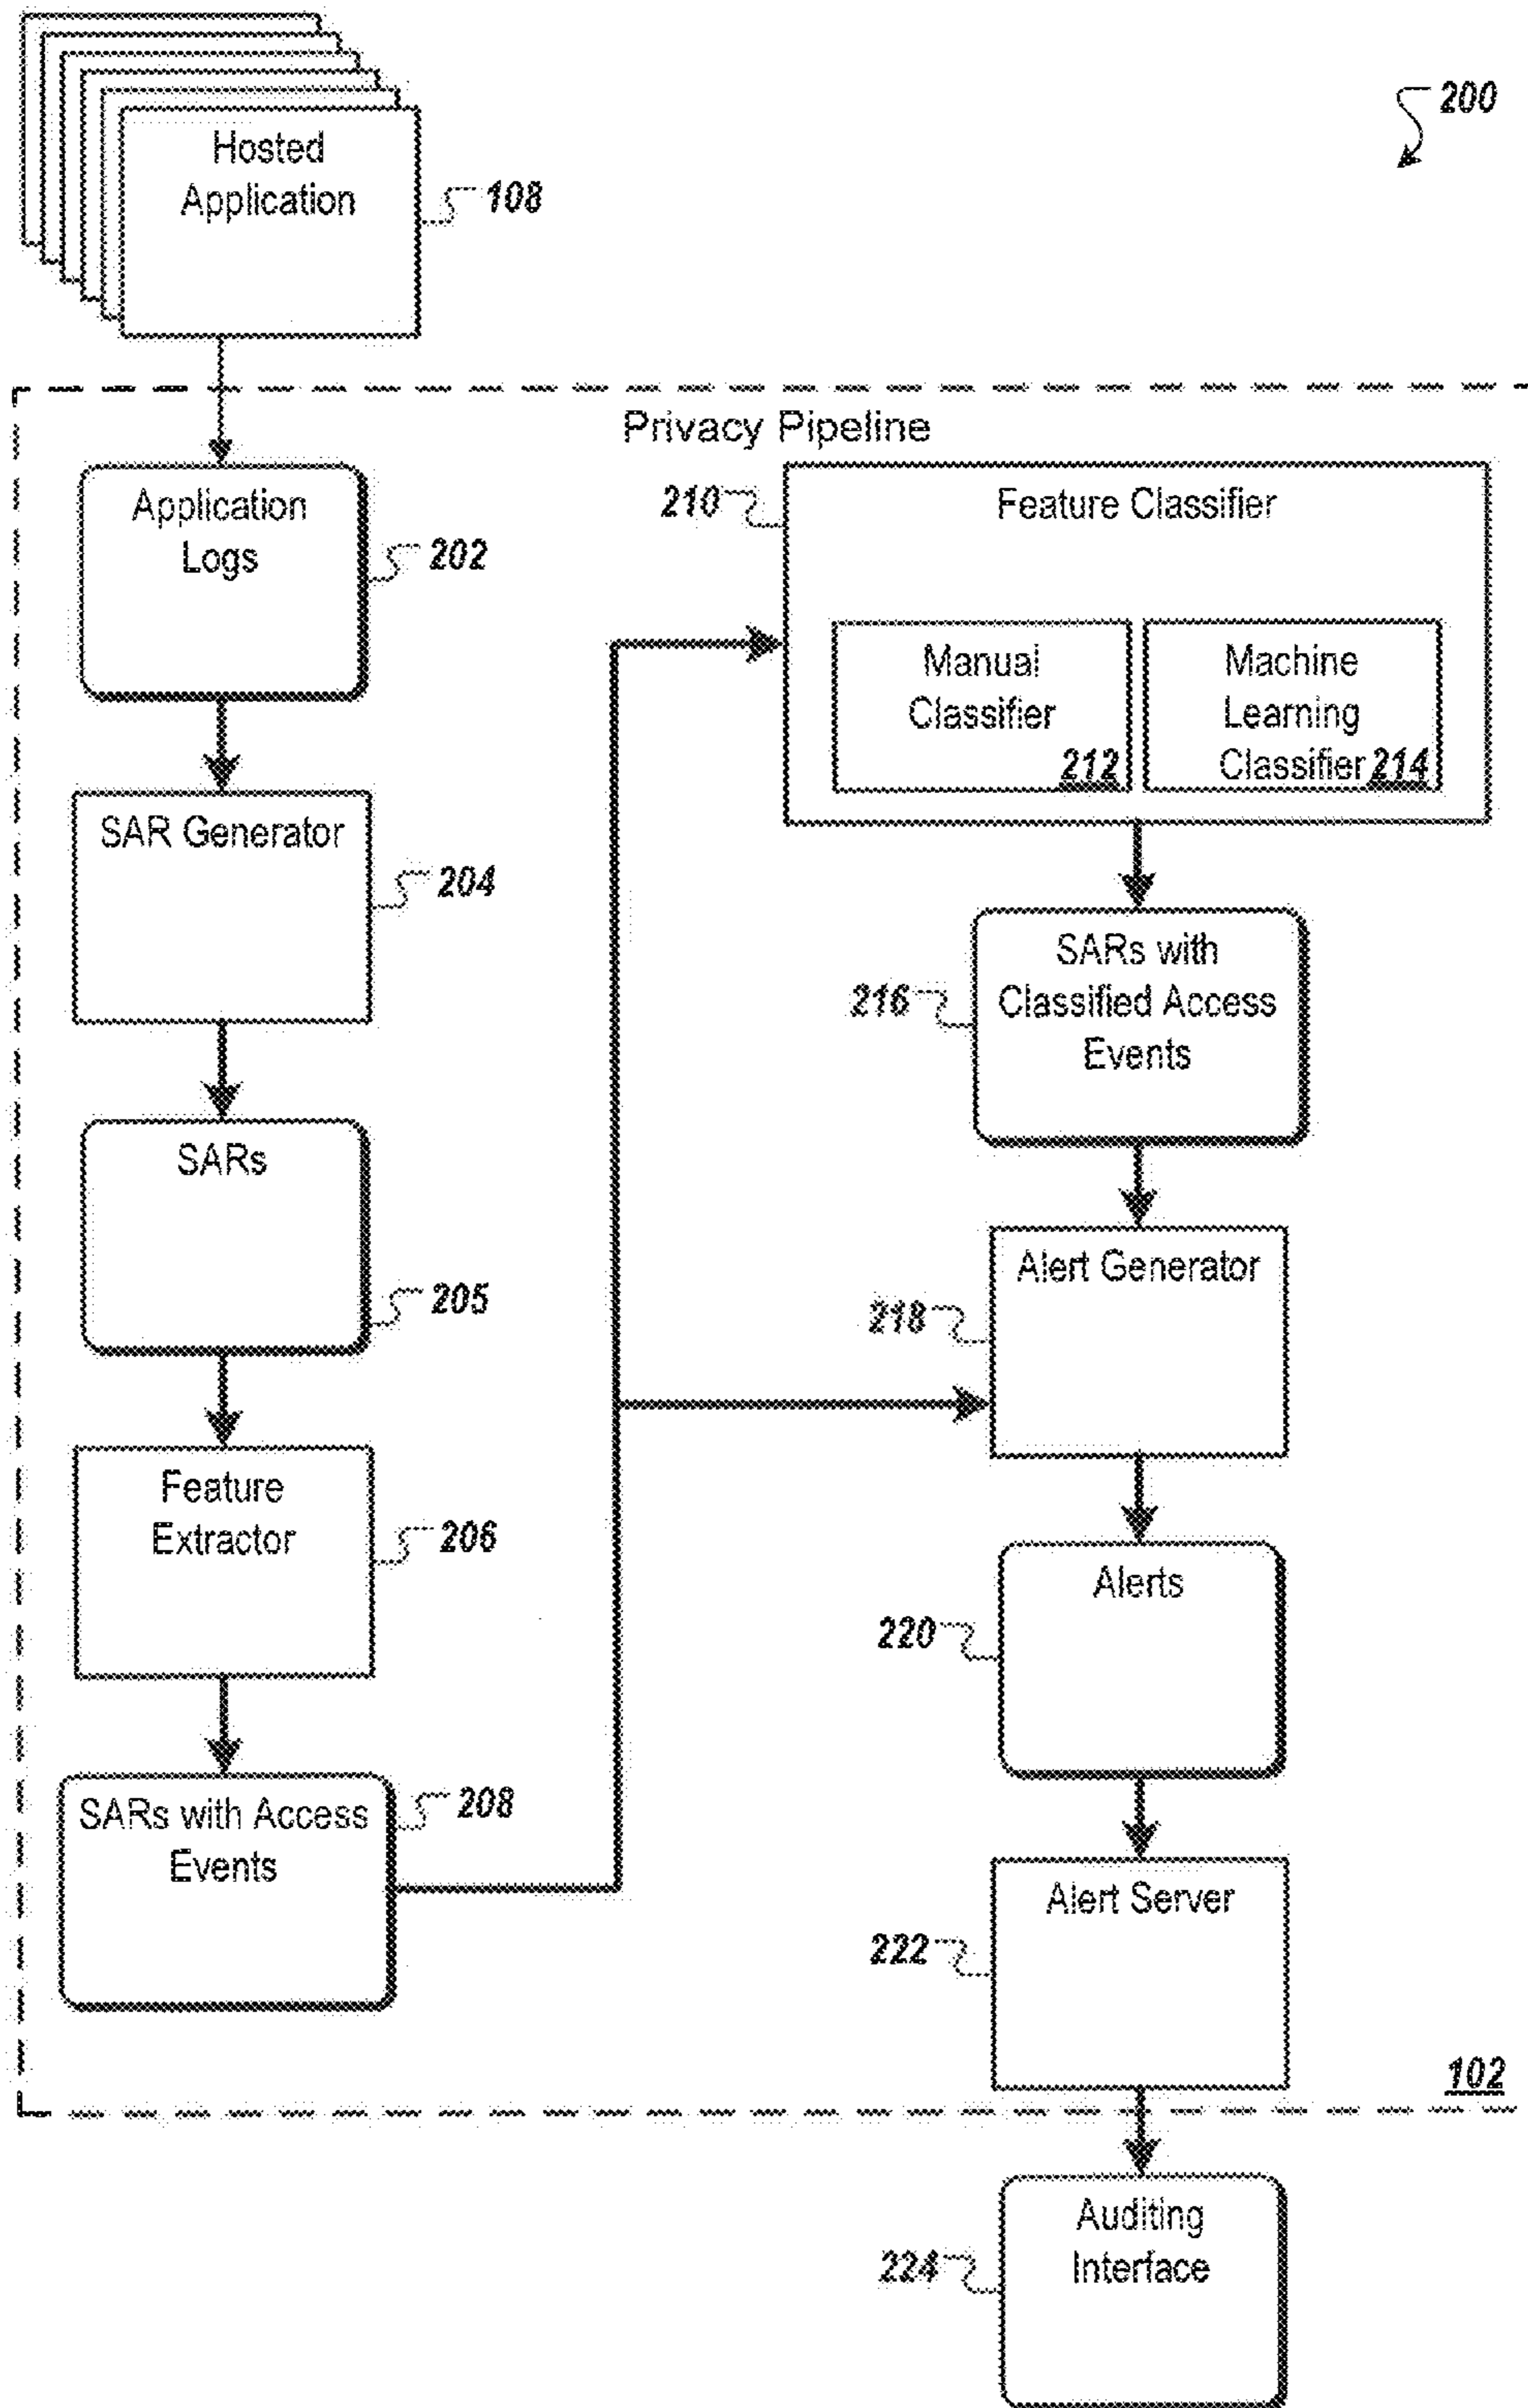 200
Hosted
Application
108
Privacy Pipeline
Application
Logs
202
SAR Generator
204
SARs
205
Feature
Extractor
206
SARs with Access
Events
208
210
Feature Classifier
Manual
Classifier
212
Machine
Learning
Classifier 214
SARs with
Classified Access
Events
216
Alert Generator
218
Alerts
220
Alert Server
222
102
Auditing
Interface
224